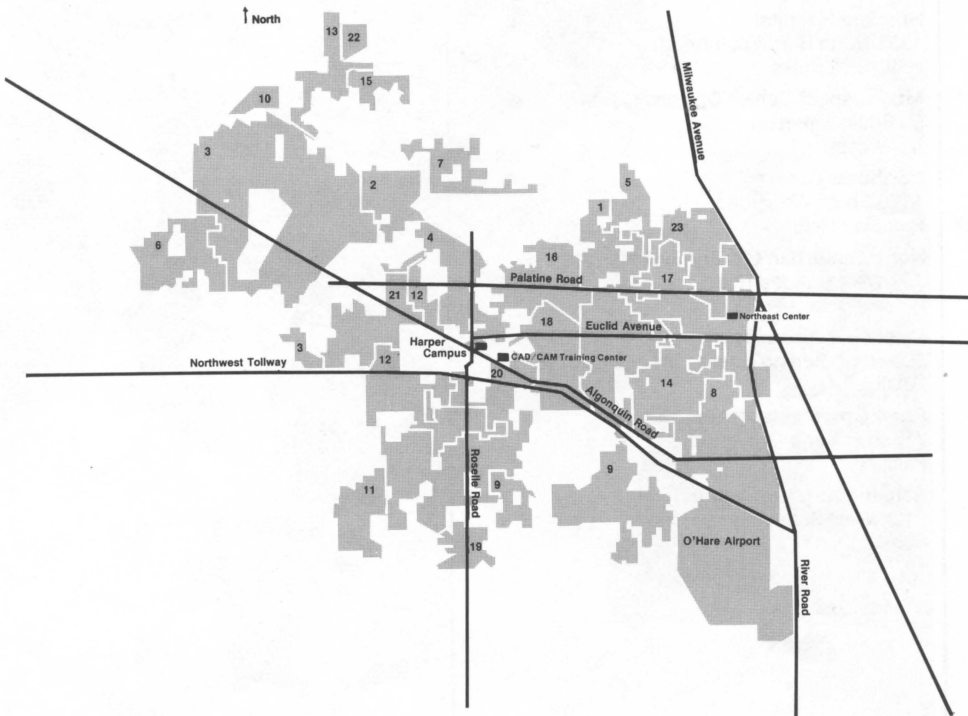 North
13
22
15
10
3
7
2
5
1
23
6
4
16
17
Palatine Road
Milwaukee Avenue
21
12
18
Euclid Avenue
Northeast Center
3
Harper
Campus
CAD/CAM Training Center
Northwest Tollway
12
20
14
8
Algonquin Road
Roselle Road
11
9
9
19
O'Hare Airport
River Road